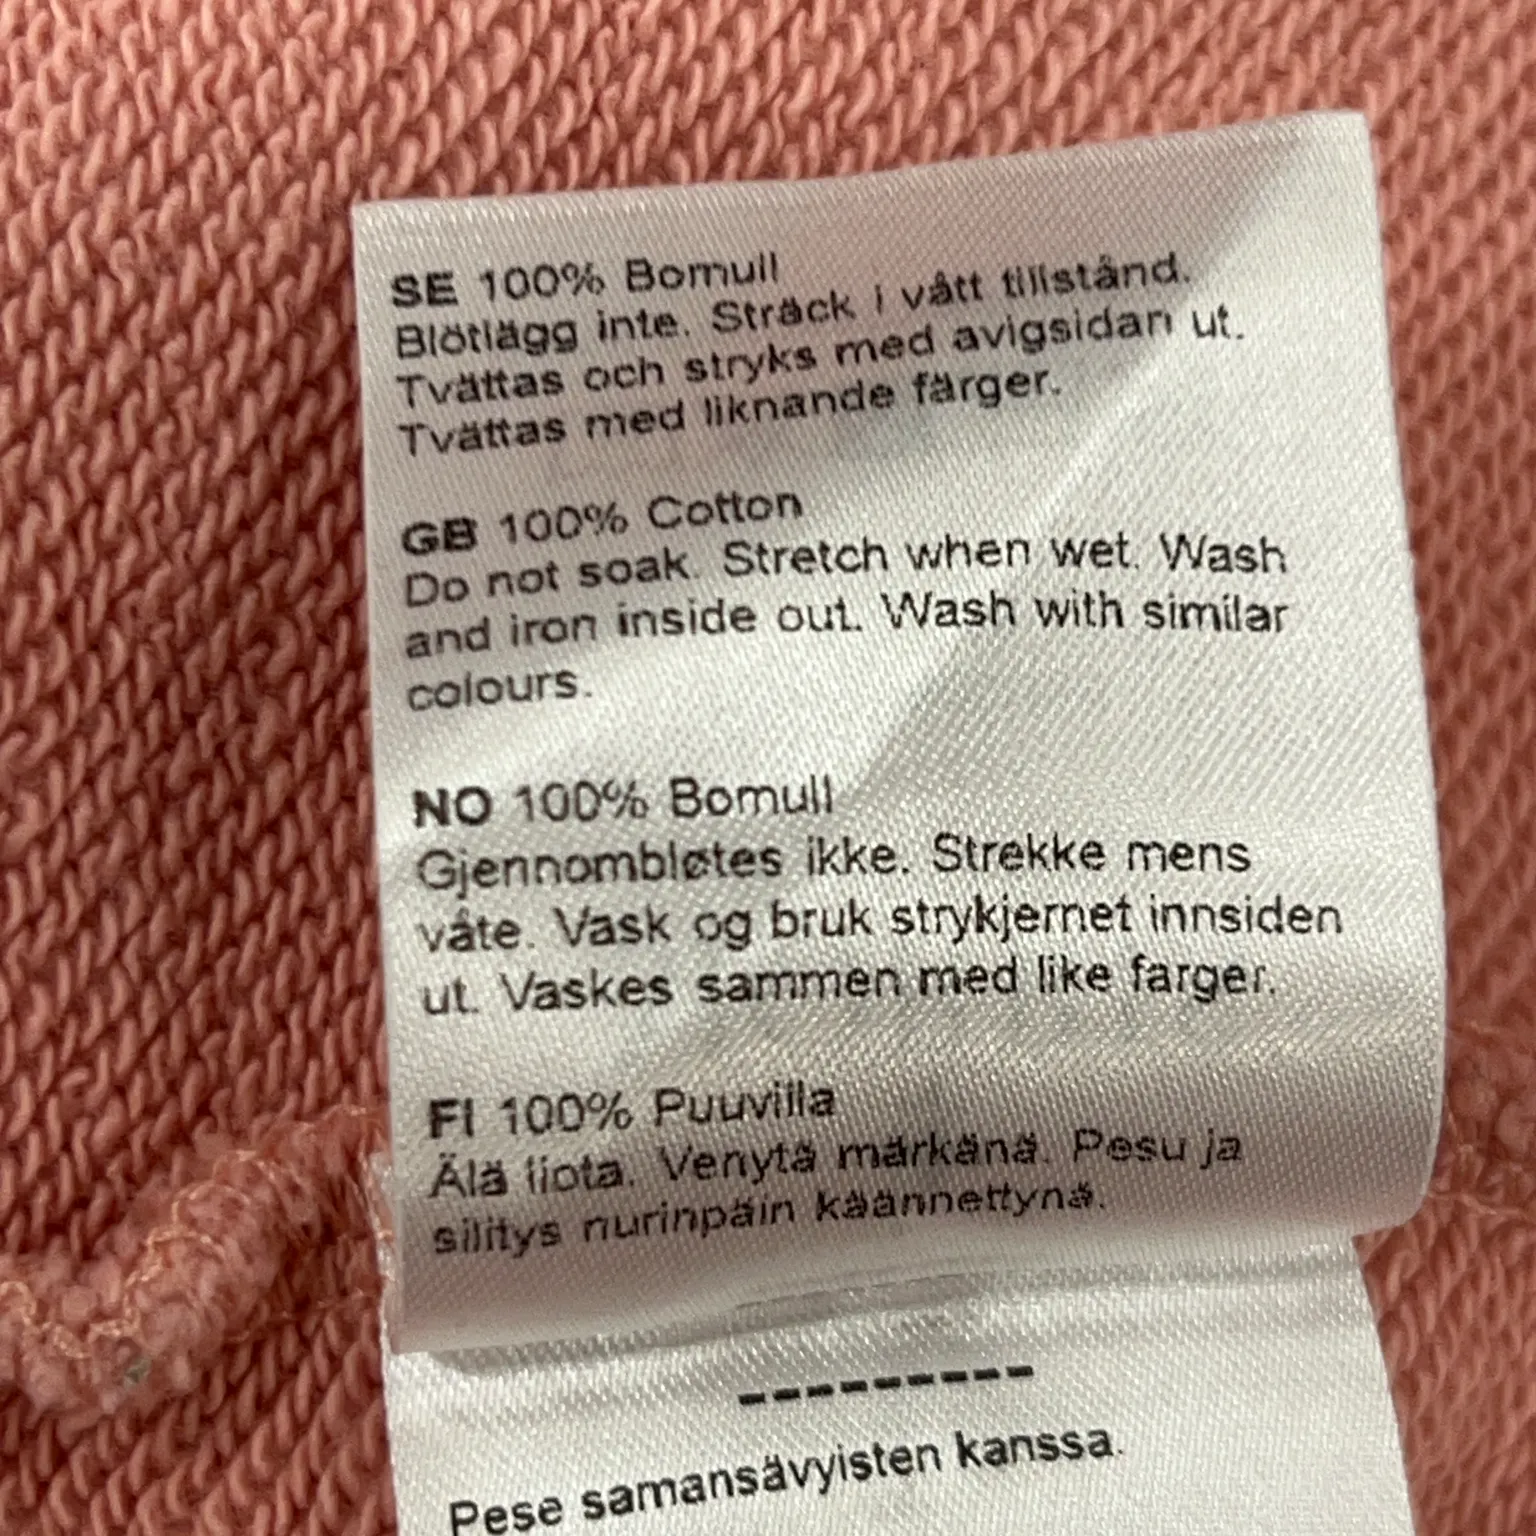 SE 100% Bomull
Blötlägg inte. Sträck i vått tillstånd.
Tvättas och stryks med avigsidan ut.
Tvättas med liknande färger.
GB 100% Cotton
Do not soak. Stretch when wet. Wash
and iron inside out. Wash with similar
colours.
NO 100% Bomull
Gjennombløtes ikke. Strekke mens
våte. Vask og bruk strykjernet innsiden
ut. Vaskes sammen med like farger.
FI 100% Puuvilla
Älä liota. Venytä märkänä. Pesu ja
silitys nurinpäin käännettynä.
---------
Pese samansävyisten kanssa.